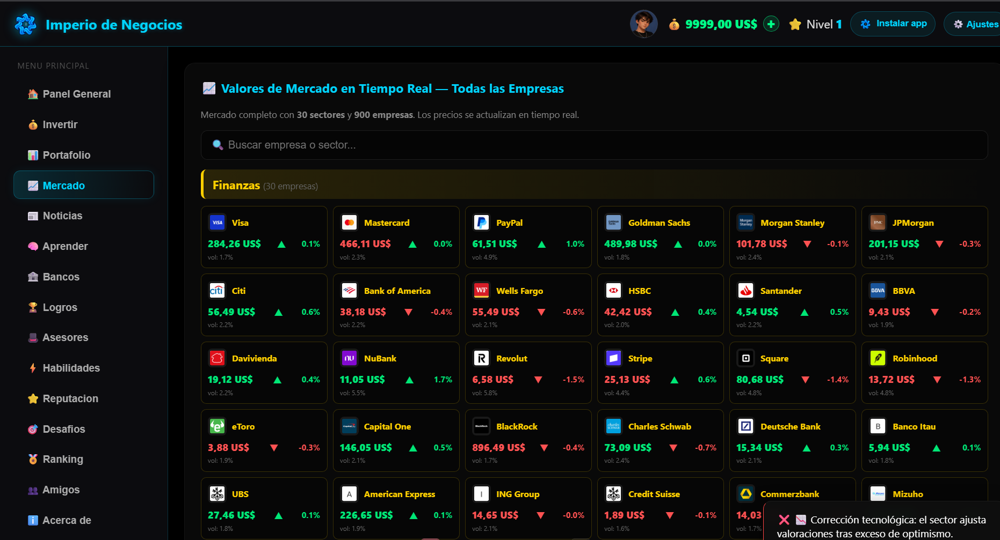 Imperio de Negocios
9999,00 US$
Nivel 1
Instalar app
Ajustes
MENU PRINCIPAL
Panel General
Invertir
Portafolio
Mercado
Noticias
Aprender
Bancos
Logros
Asesores
Habilidades
Reputacion
Desafios
Ranking
Amigos
Acerca de
Valores de Mercado en Tiempo Real — Todas las Empresas
Mercado completo con 30 sectores y 900 empresas. Los precios se actualizan en tiempo real.
Buscar empresa o sector...
Finanzas (30 empresas)
VISA Visa
284,26 US$ ▲ 0.1%
vol: 1.7%
Mastercard
466,11 US$ ▲ 0.0%
vol: 2.3%
PayPal
61,51 US$ ▲ 1.0%
vol: 4.9%
Goldman Sachs Goldman Sachs
489,98 US$ ▲ 0.0%
vol: 1.8%
Morgan Stanley Morgan Stanley
101,78 US$ ▼ -0.1%
vol: 2.4%
JPMC JPMorgan
201,15 US$ ▼ -0.3%
vol: 2.1%
citi Citi
56,49 US$ ▲ 0.6%
vol: 2.2%
Bank of America
38,18 US$ ▼ -0.4%
vol: 2.2%
WF Wells Fargo
55,49 US$ ▼ -0.6%
vol: 2.1%
HSBC
42,42 US$ ▲ 0.4%
vol: 2.0%
Santander
4,54 US$ ▲ 0.5%
vol: 2.2%
BBVA BBVA
9,43 US$ ▼ -0.2%
vol: 1.9%
Davivienda
19,12 US$ ▲ 0.4%
vol: 2.2%
nu NuBank
11,05 US$ ▲ 1.7%
vol: 5.5%
R Revolut
6,58 US$ ▼ -1.5%
vol: 5.8%
Stripe
25,13 US$ ▲ 0.6%
vol: 4.4%
Square
80,68 US$ ▼ -1.4%
vol: 4.8%
Robinhood
13,72 US$ ▼ -1.3%
vol: 4.8%
e eToro
3,88 US$ ▼ -0.3%
vol: 1.9%
Capital One
146,05 US$ ▲ 0.5%
vol: 2.1%
BlackRock BlackRock
896,49 US$ ▼ -0.4%
vol: 1.7%
charles SCHWAB Charles Schwab
73,09 US$ ▼ -0.7%
vol: 2.4%
Deutsche Bank
15,34 US$ ▲ 0.3%
vol: 2.1%
B Banco Itau
5,94 US$ ▲ 0.1%
vol: 1.8%
UBS
27,46 US$ ▲ 0.1%
vol: 1.8%
A American Express
226,65 US$ ▲ 0.1%
vol: 1.9%
I ING Group
14,65 US$ ▼ -0.0%
vol: 2.1%
Credit Suisse
1,89 US$ ▼ -0.1%
vol: 1.6%
Commerzbank
14,03
vol: 1.7%
Mizuho
Corrección tecnológica: el sector ajusta
valoraciones tras exceso de optimismo.